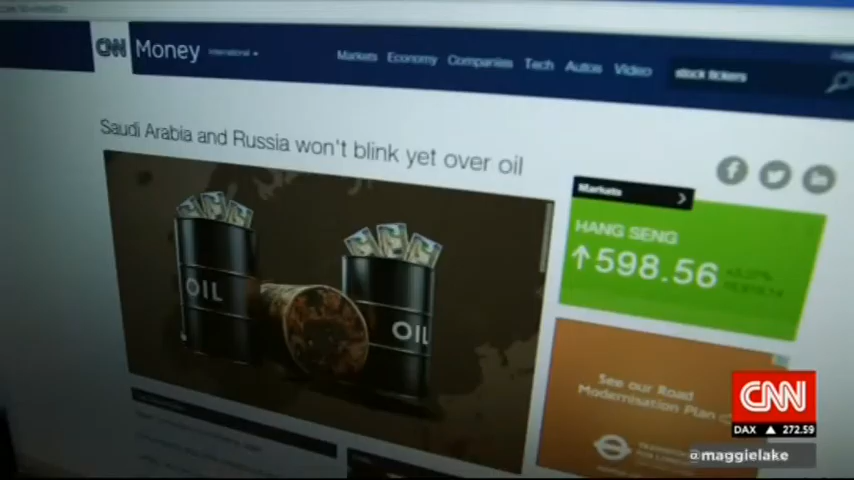 CNN Money International
Markets Economy Companies Tech Autos Video
stock tickers
Saudi Arabia and Russia won't blink yet over oil
Markets
HANG SENG
↑598.56
OIL
OIL
See our Road
Modernisation Plan
CNN
DAX ▲ 272.59
@maggielake